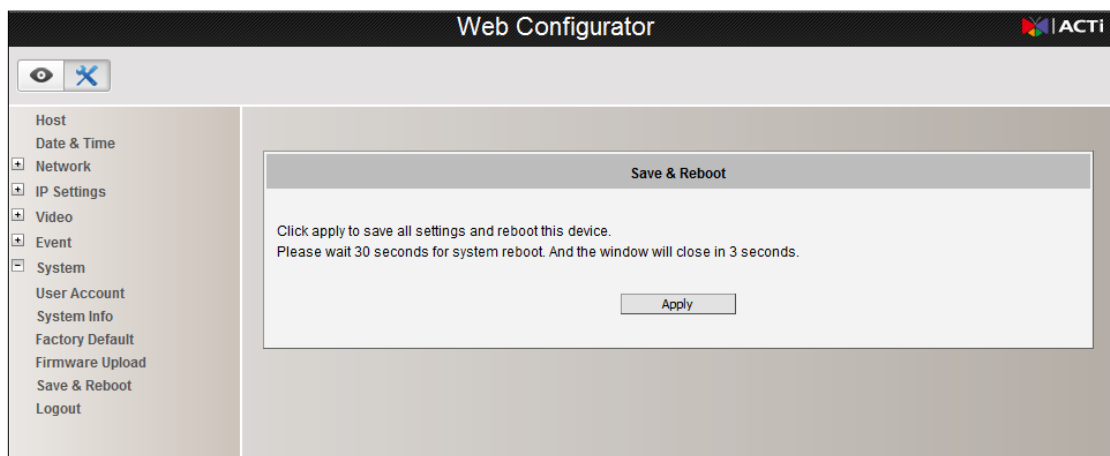 Web Configurator
ACTi
Host
Date & Time
Network
IP Settings
Video
Event
System
User Account
System Info
Factory Default
Firmware Upload
Save & Reboot
Logout
Save & Reboot
Click apply to save all settings and reboot this device.
Please wait 30 seconds for system reboot. And the window will close in 3 seconds.
Apply